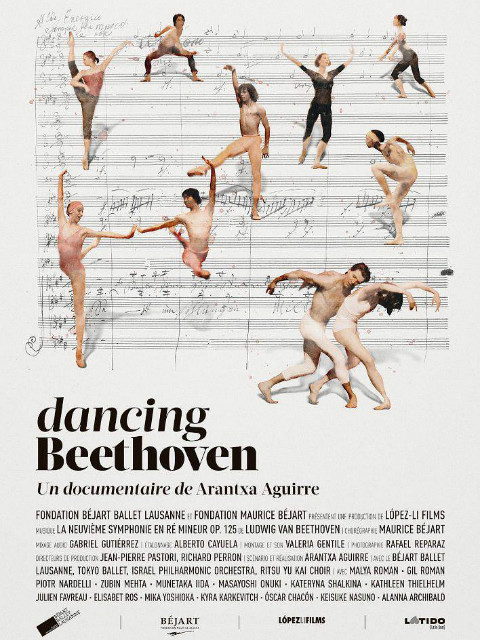 dancing
Beethoven
Un documentaire de Arantxa Aguirre
FONDATION BÉJART BALLET LAUSANNE ET FONDATION MAURICE BÉJART PRÉSENTENT UNE PRODUCTION DE LÓPEZ-LI FILMS
MUSIQUE LA NEUVIÈME SYMPHONIE EN RÉ MINEUR OP. 125 DE LUDWIG VAN BEETHOVEN | CHORÉGRAPHIE MAURICE BÉJART
MIXAGE AUDIO GABRIEL GUTIÉRREZ | ÉTALONNAGE ALBERTO CAYUELA | MONTAGE ET SON VALERIA GENTILE | PHOTOGRAPHIE RAFAEL REPARAZ
DIRECTEURS DE PRODUCTION JEAN-PIERRE PASTORI, RICHARD PERRON | SCÉNARIO ET RÉALISATION ARANTXA AGUIRRE | AVEC LE BÉJART BALLET
LAUSANNE, TOKYO BALLET, ISRAEL PHILHARMONIC ORCHESTRA, RITSU YU KAI CHOIR | AVEC MALYA ROMAN · GIL ROMAN
PIOTR NARDELLI · ZUBIN MEHTA · MUNETAKA IIDA · MASAYOSHI ONUKI · KATERYNA SHALKINA · KATHLEEN THIELHELM
JULIEN FAVREAU · ELISABET ROS · MIKA YOSHIOKA · KYRA KARKEVITCH · ÓSCAR CHACÓN · KEISUKE NASUNO · ALANNA ARCHIBALD
BÉJART
LÓPEZLIFILMS
LATIDO